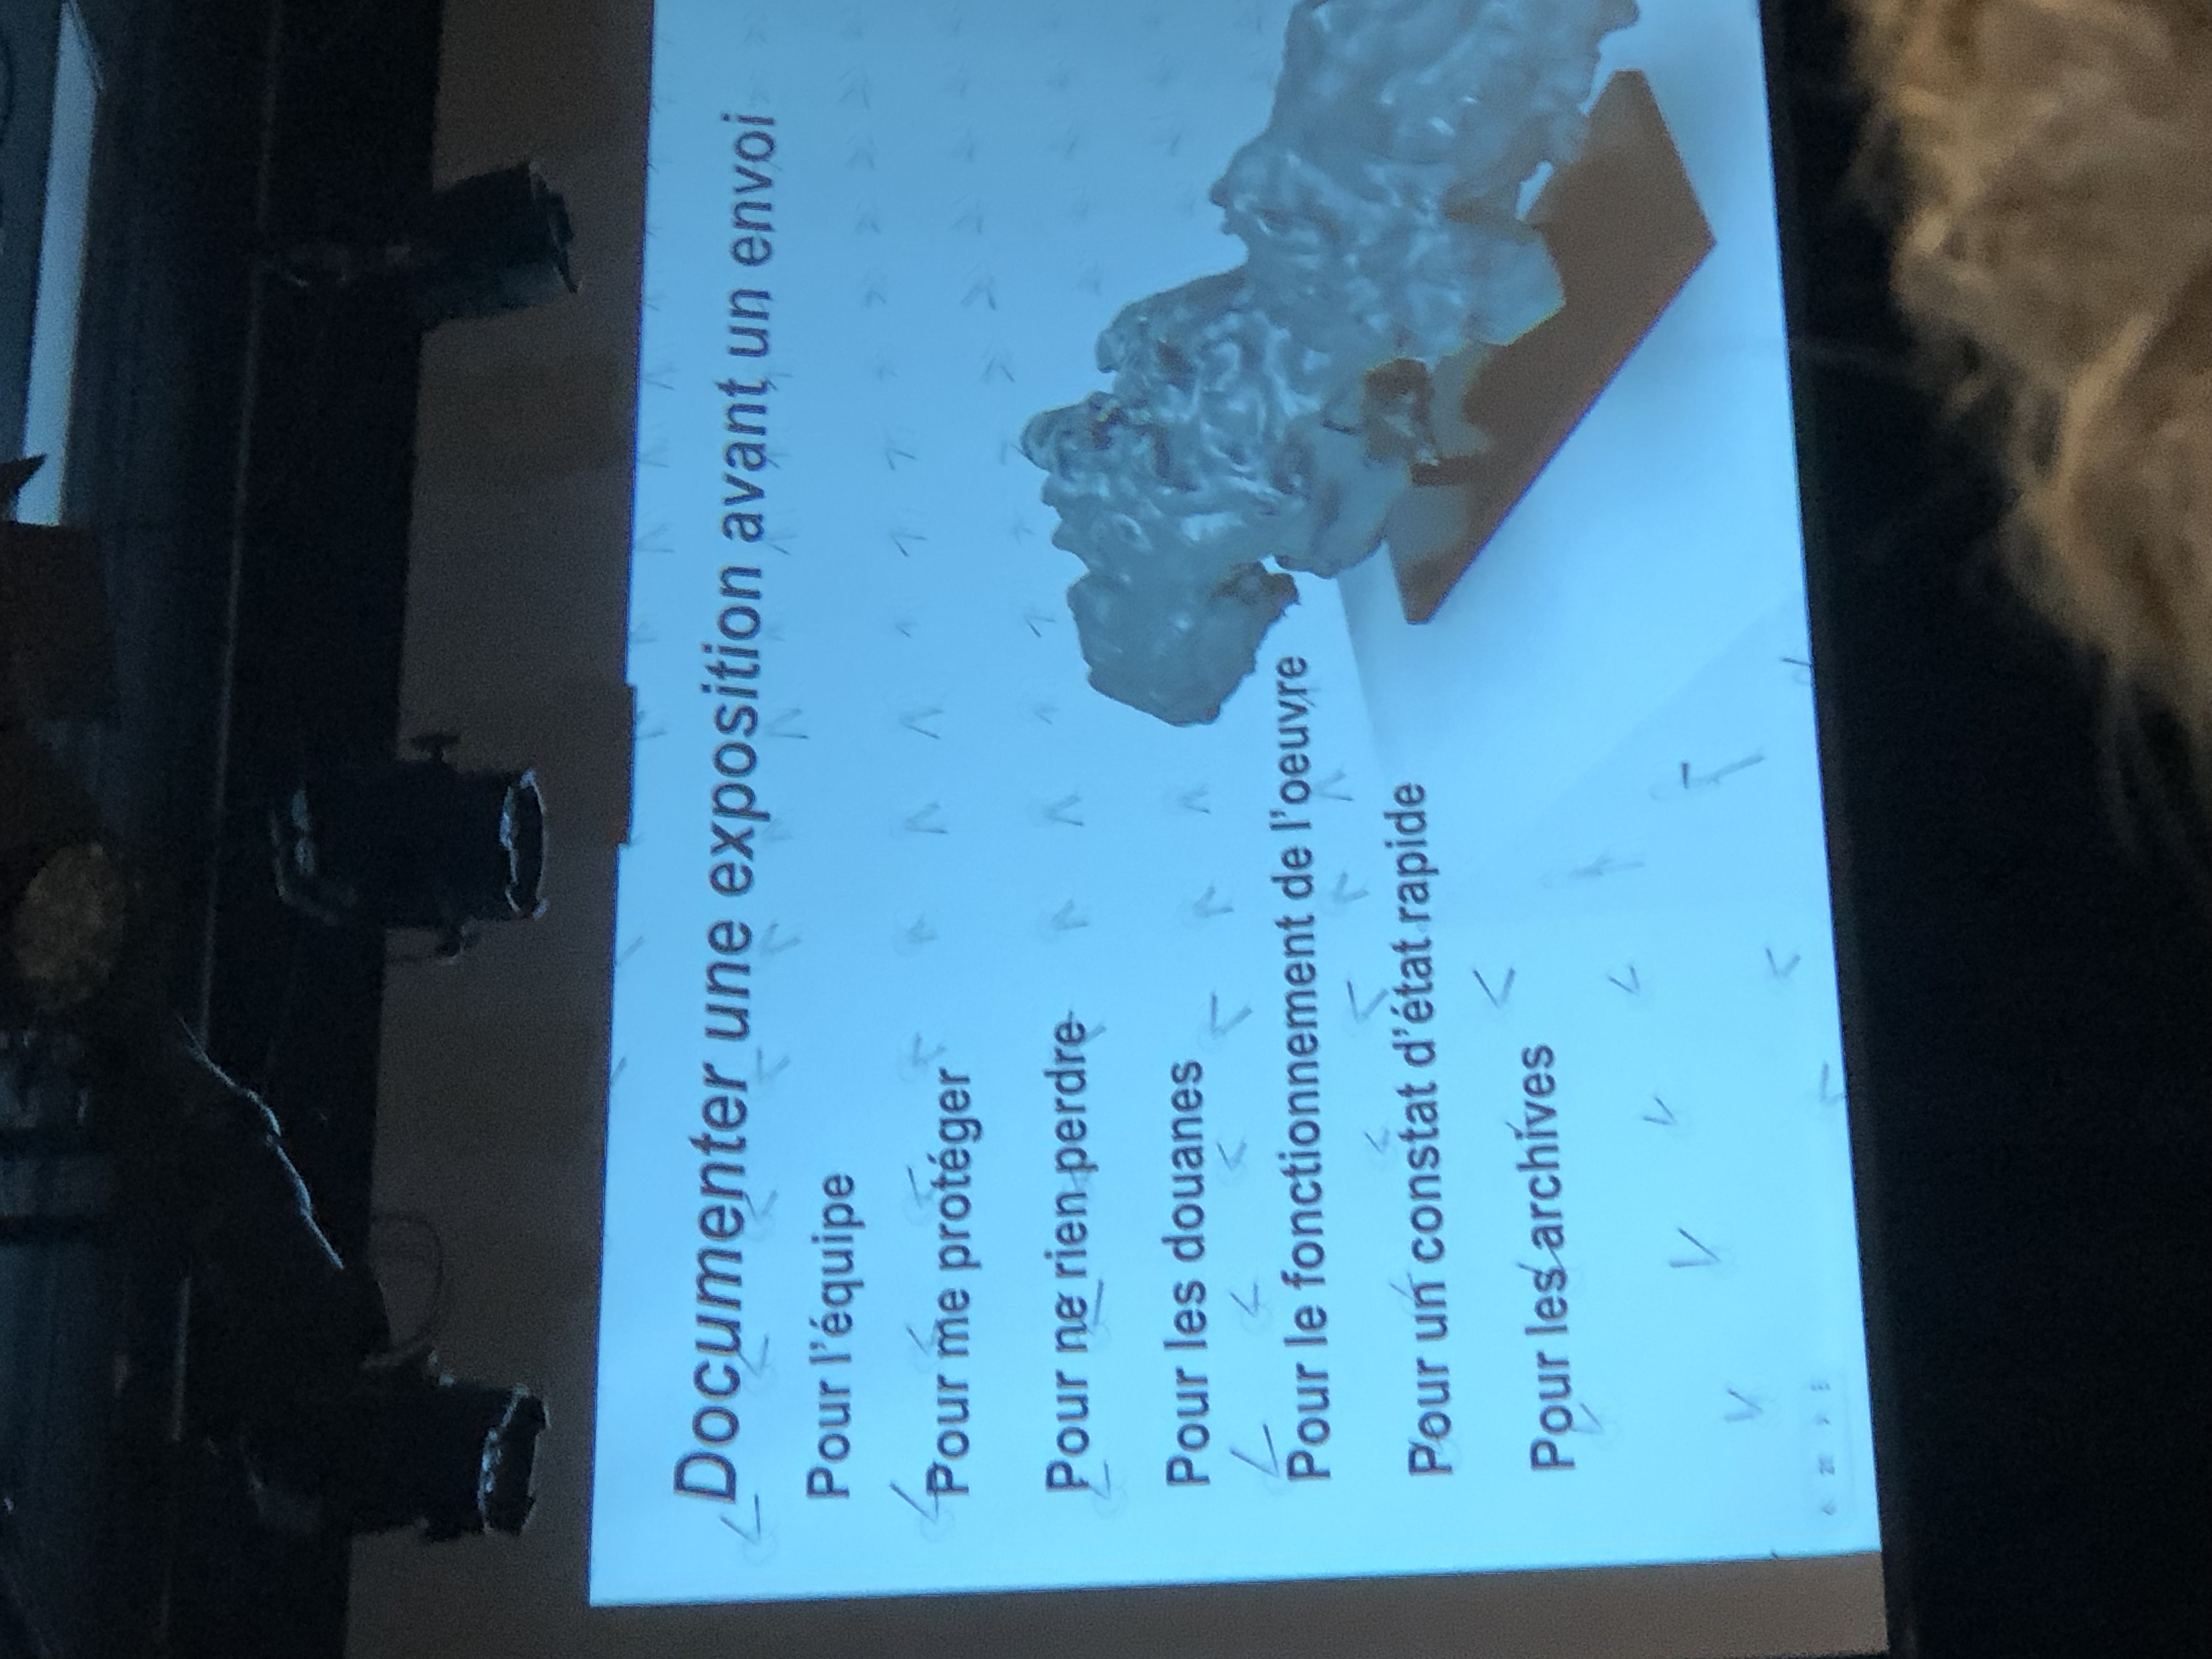 Documenter une exposition avant un envoi
Pour l'équipe
Pour me protéger
Pour ne rien perdre
Pour les douanes
Pour le fonctionnement de l'oeuvre
Pour un constat d'état rapide
Pour les archives